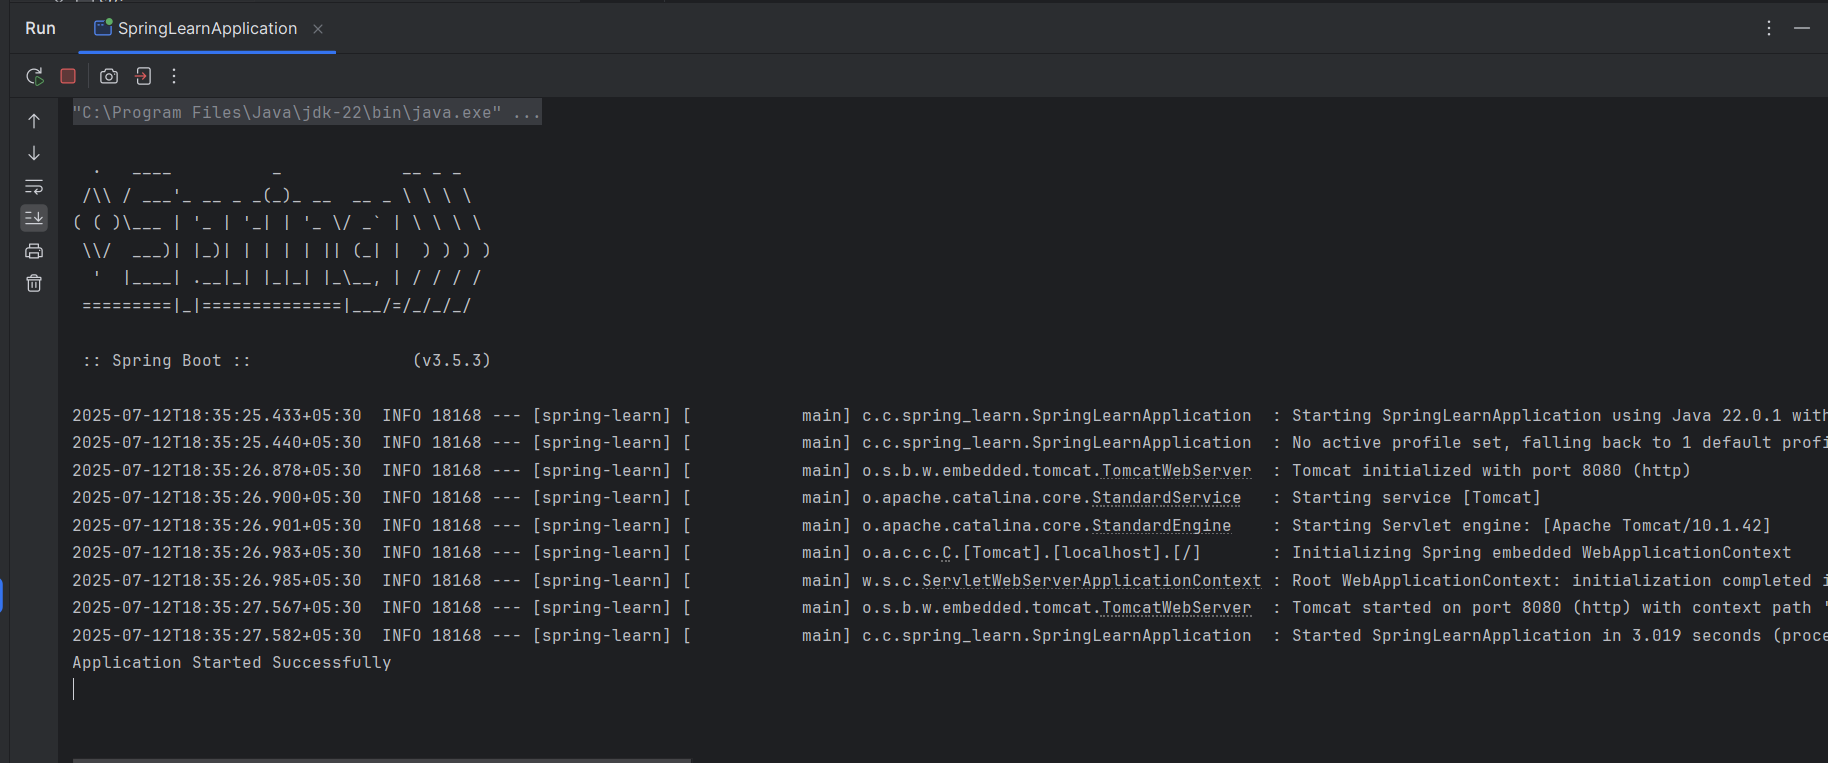 Run SpringLearnApplication
"C:\Program Files\Java\jdk-22\bin\java.exe" ...
  .   ____          _            __ _ _
 /\\ / ___'_ __ _ _(_)_ __  __ _ \ \ \ \
( ( )\___ | '_ | '_| | '_ \/ _` | \ \ \ \
 \\/  ___)| |_)| | | | | || (_| |  ) ) ) )
  '  |____| .__|_| |_|_| |_\__, | / / / /
 =========|_|==============|___/=/_/_/_/
 :: Spring Boot ::                (v3.5.3)
2025-07-12T18:35:25.433+05:30  INFO 18168 --- [spring-learn] [           main] c.c.spring_learn.SpringLearnApplication  : Starting SpringLearnApplication using Java 22.0.1 with
2025-07-12T18:35:25.440+05:30  INFO 18168 --- [spring-learn] [           main] c.c.spring_learn.SpringLearnApplication  : No active profile set, falling back to 1 default profi
2025-07-12T18:35:26.878+05:30  INFO 18168 --- [spring-learn] [           main] o.s.b.w.embedded.tomcat.TomcatWebServer  : Tomcat initialized with port 8080 (http)
2025-07-12T18:35:26.900+05:30  INFO 18168 --- [spring-learn] [           main] o.apache.catalina.core.StandardService   : Starting service [Tomcat]
2025-07-12T18:35:26.901+05:30  INFO 18168 --- [spring-learn] [           main] o.apache.catalina.core.StandardEngine    : Starting Servlet engine: [Apache Tomcat/10.1.42]
2025-07-12T18:35:26.983+05:30  INFO 18168 --- [spring-learn] [           main] o.a.c.c.C.[Tomcat].[localhost].[/]       : Initializing Spring embedded WebApplicationContext
2025-07-12T18:35:26.985+05:30  INFO 18168 --- [spring-learn] [           main] w.s.c.ServletWebServerApplicationContext : Root WebApplicationContext: initialization completed i
2025-07-12T18:35:27.567+05:30  INFO 18168 --- [spring-learn] [           main] o.s.b.w.embedded.tomcat.TomcatWebServer  : Tomcat started on port 8080 (http) with context path '
2025-07-12T18:35:27.582+05:30  INFO 18168 --- [spring-learn] [           main] c.c.spring_learn.SpringLearnApplication  : Started SpringLearnApplication in 3.019 seconds (proce
Application Started Successfully